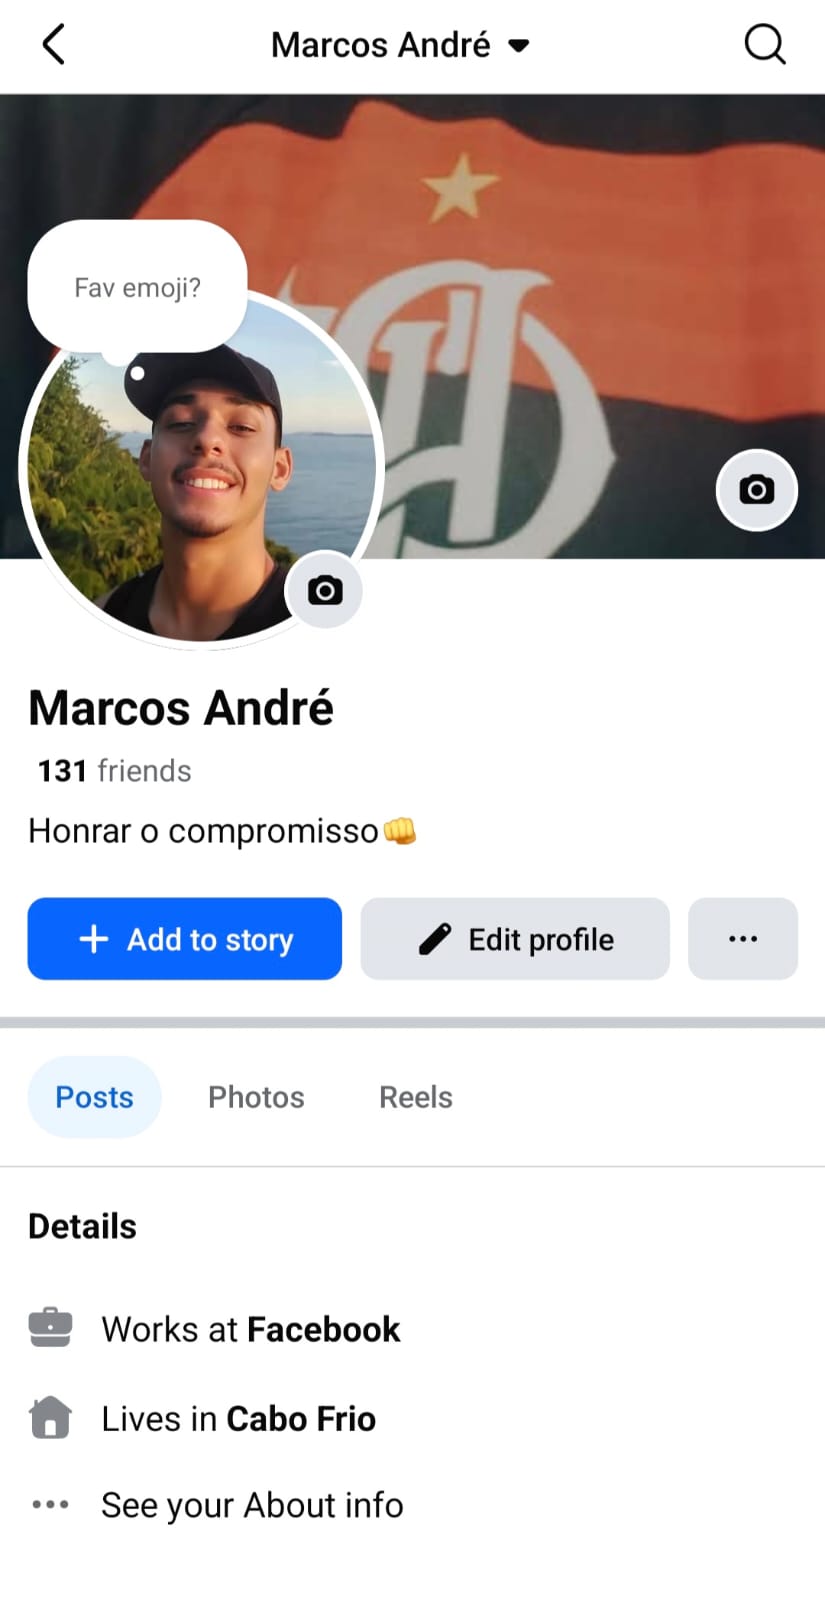 Marcos André
Fav emoji?
Marcos André
131 friends
Honrar o compromisso👊
+ Add to story
Edit profile
...
Posts
Photos
Reels
Details
Works at Facebook
Lives in Cabo Frio
... See your About info